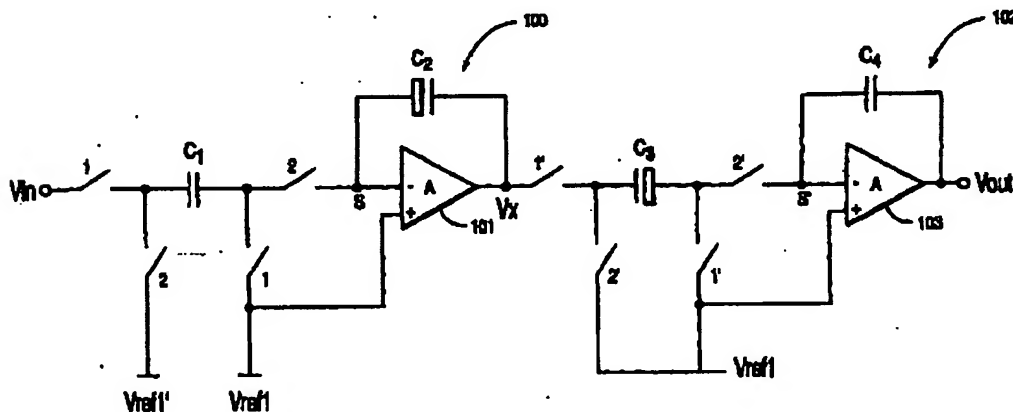 100
102
C2
C4
Vin
1
C1
2
S
-
A
+
101
Vx
1'
C3
2'
S'
-
A
+
103
Vout
2
1
2'
1'
Vref1'
Vref1
Vref1